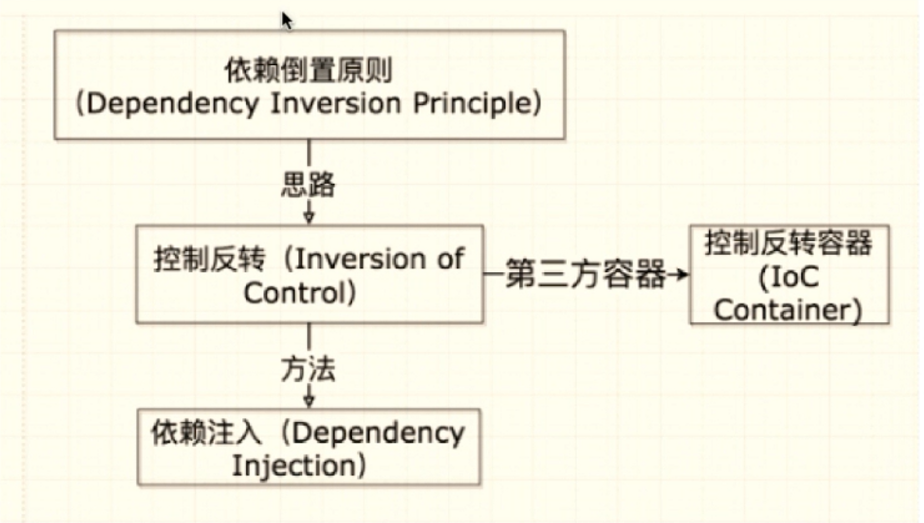 依赖倒置原则
（Dependency Inversion Principle）
思路
控制反转（Inversion of
Control）
第三方容器
控制反转容器
(IoC
Container)
方法
依赖注入（Dependency
Injection）